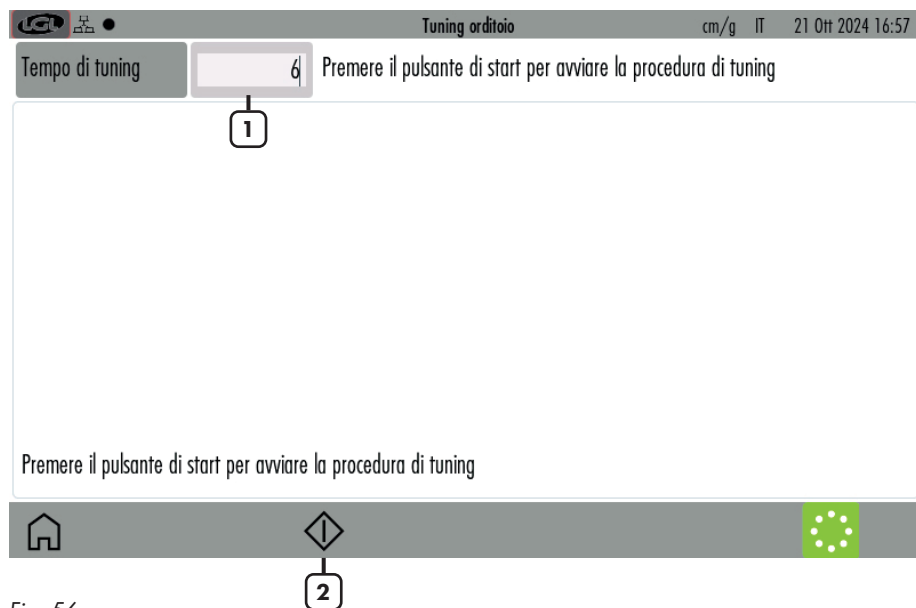 LGL Tuning orditoio cm/g IT 21 Ott 2024 16:57
Tempo di tuning 6 Premere il pulsante di start per avviare la procedura di tuning
1
Premere il pulsante di start per avviare la procedura di tuning
2
Fig. 56